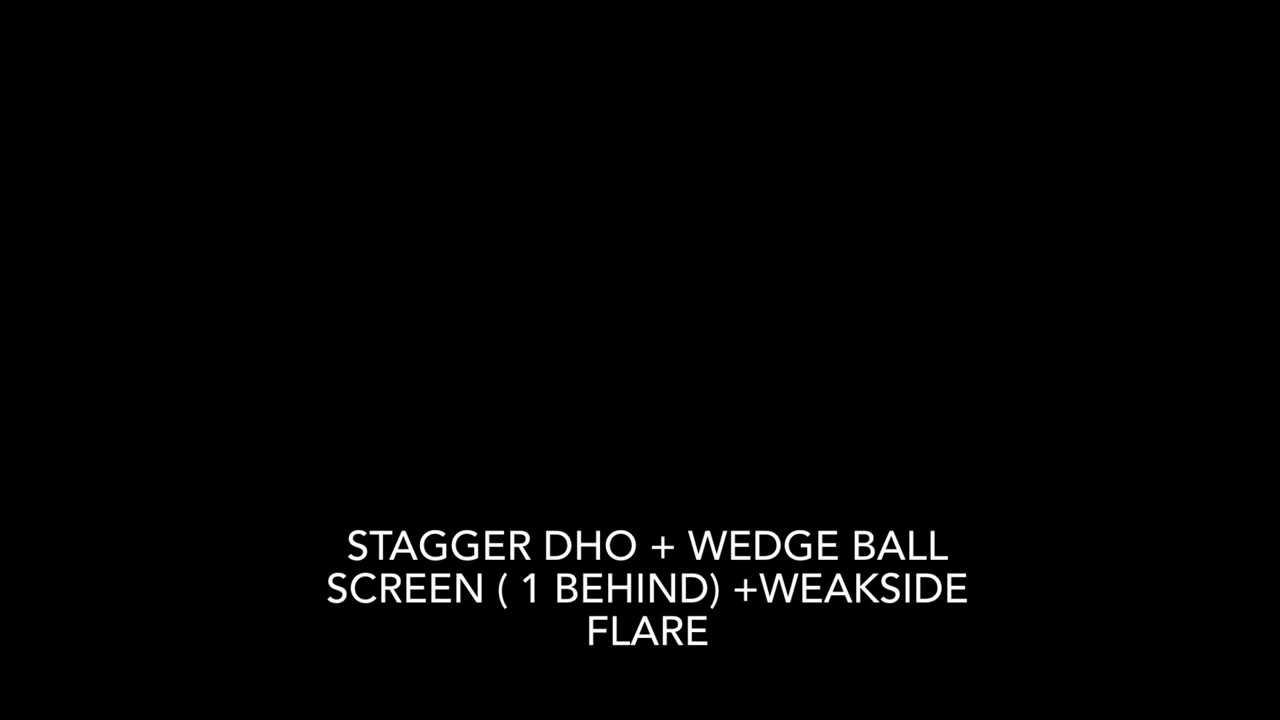 STAGGER DHO + WEDGE BALL
SCREEN ( 1 BEHIND) +WEAKSIDE
FLARE